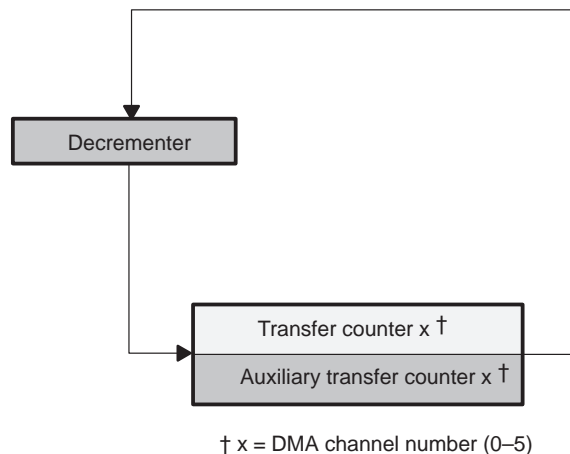 Decrementer
Transfer counter x †
Auxiliary transfer counter x †
† x = DMA channel number (0–5)